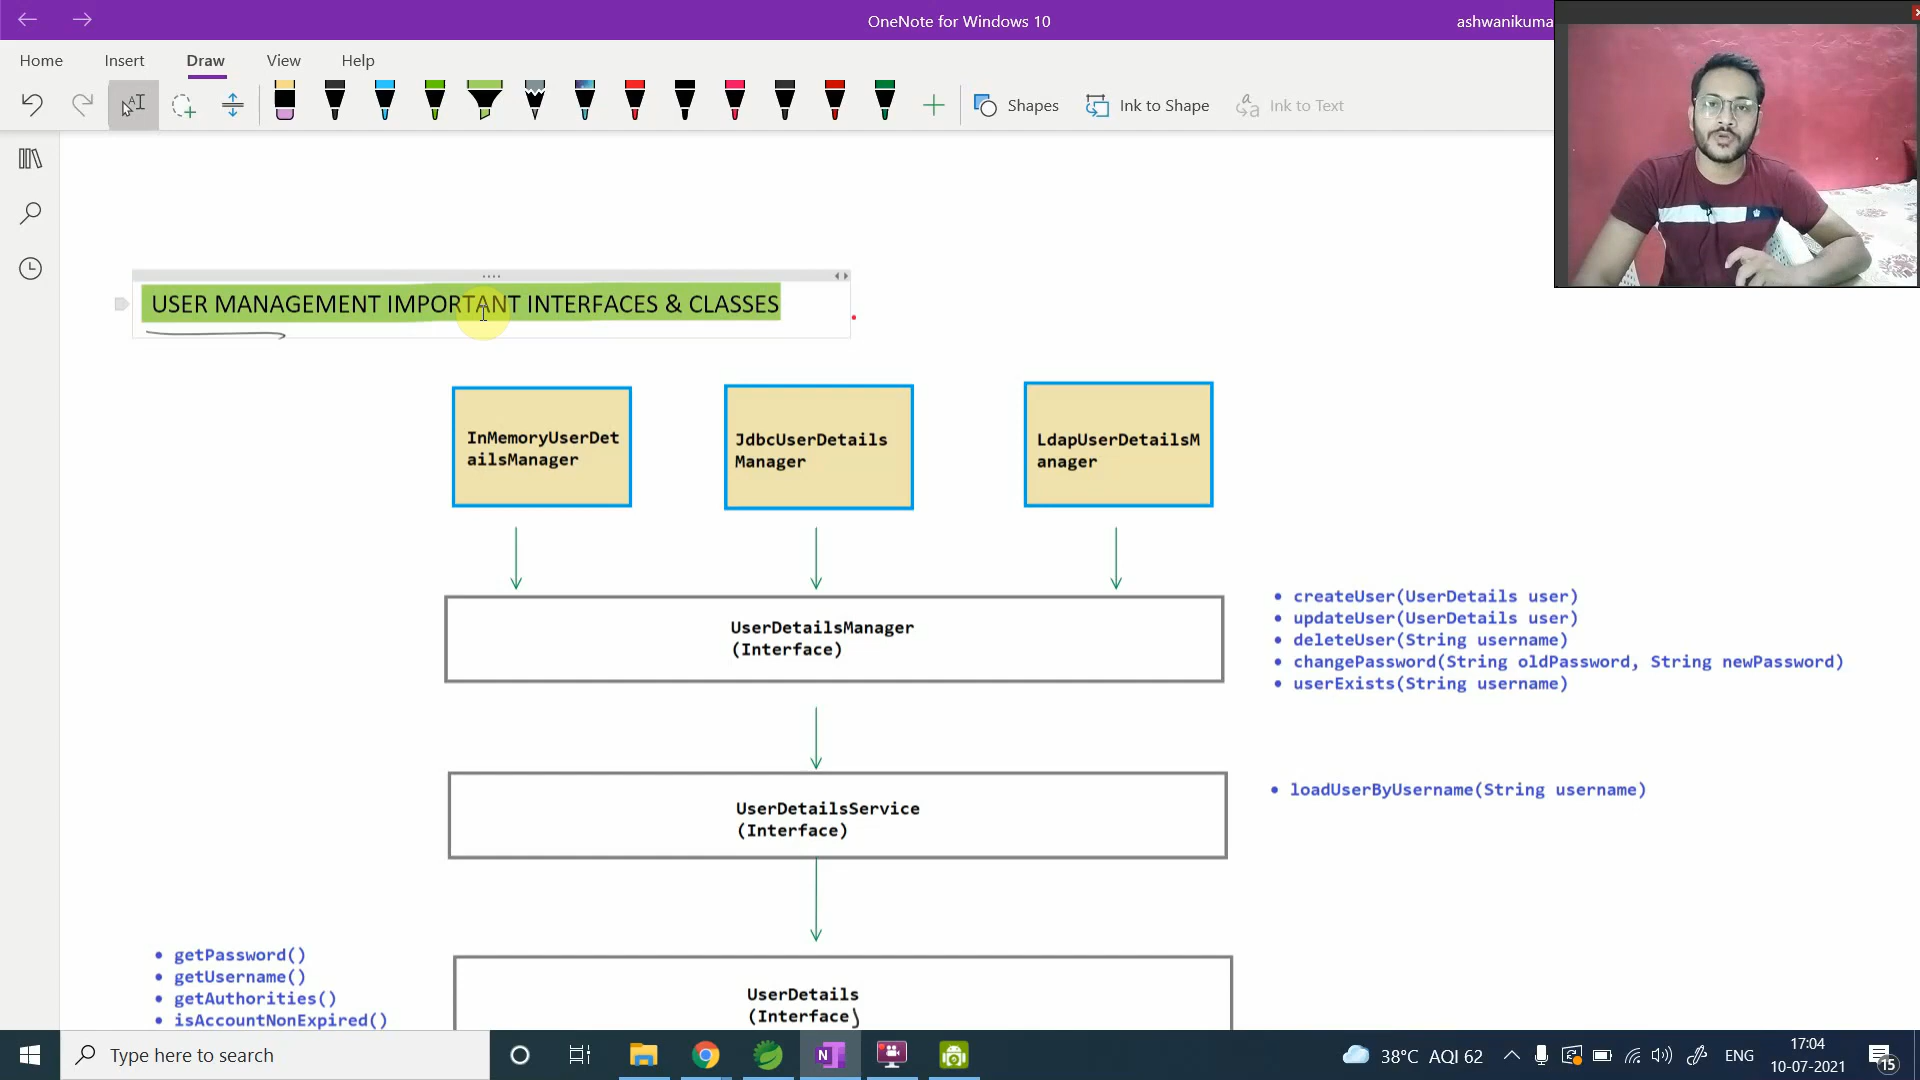 OneNote for Windows 10
ashwanikuma
Home
Insert
Draw
View
Help
Shapes
Ink to Shape
Ink to Text
USER MANAGEMENT IMPORTANT INTERFACES & CLASSES
InMemoryUserDet
ailsManager
JdbcUserDetails
Manager
LdapUserDetailsM
anager
UserDetailsManager
(Interface)
• createUser(UserDetails user)
• updateUser(UserDetails user)
• deleteUser(String username)
• changePassword(String oldPassword, String newPassword)
• userExists(String username)
UserDetailsService
(Interface)
• loadUserByUsername(String username)
• getPassword()
• getUsername()
• getAuthorities()
• isAccountNonExpired()
UserDetails
(Interface)
Type here to search
N
38°C AQI 62
ENG
17:04
10-07-2021
15